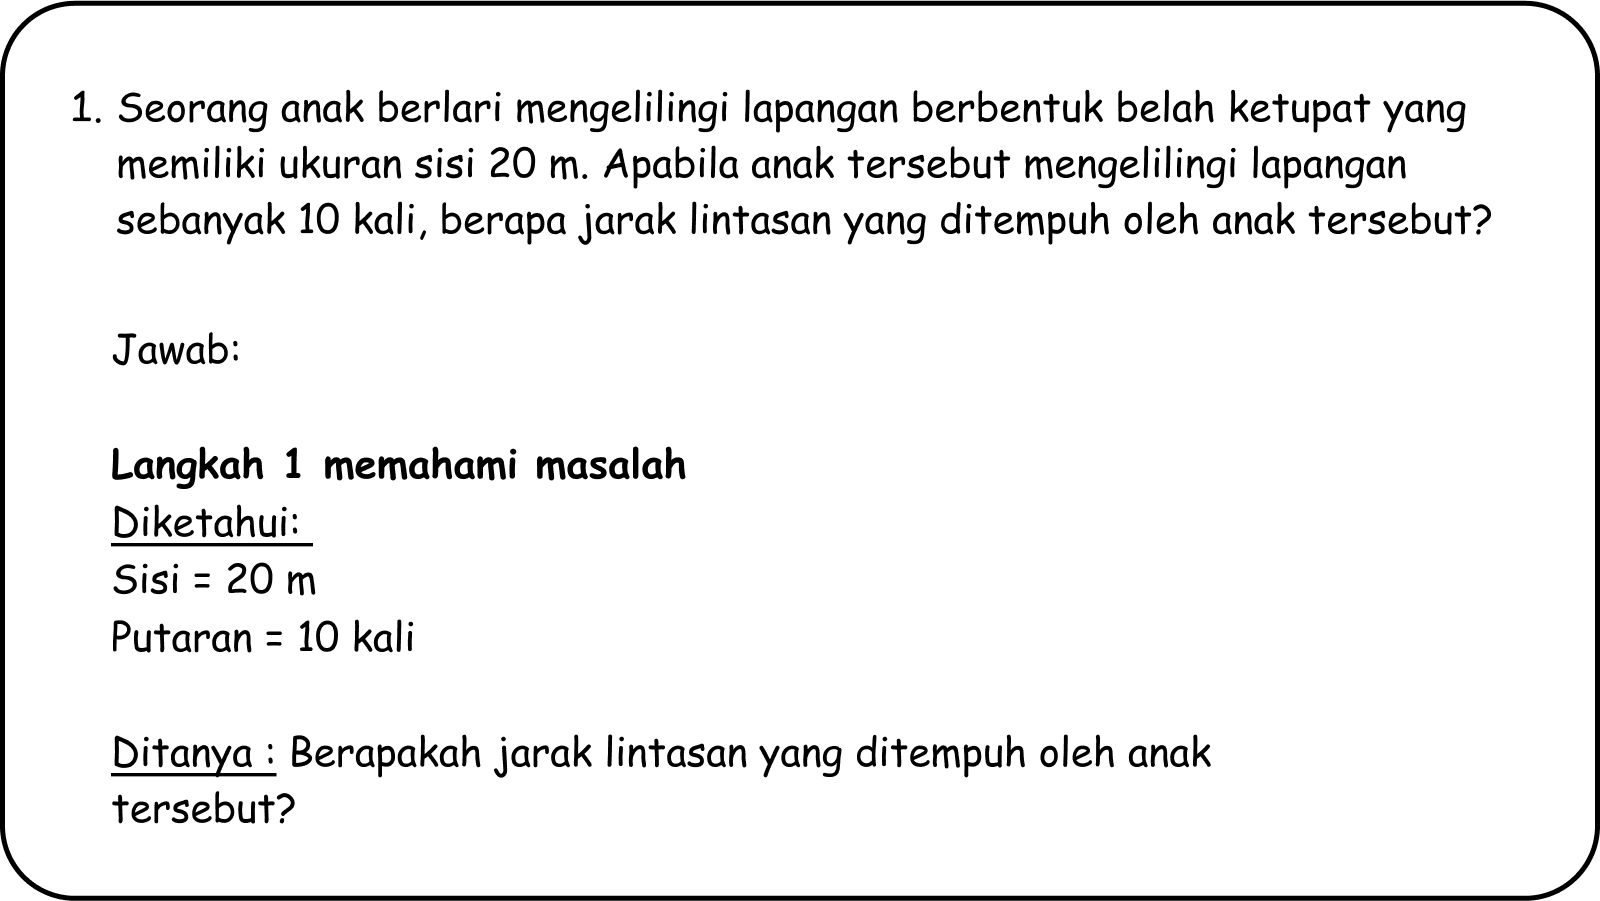 1. Seorang anak berlari mengelilingi lapangan berbentuk belah ketupat yang
memiliki ukuran sisi 20 m. Apabila anak tersebut mengelilingi lapangan
sebanyak 10 kali, berapa jarak lintasan yang ditempuh oleh anak tersebut?
Jawab:
Langkah 1 memahami masalah
Diketahui:
Sisi = 20 m
Putaran = 10 kali
Ditanya : Berapakah jarak lintasan yang ditempuh oleh anak
tersebut?